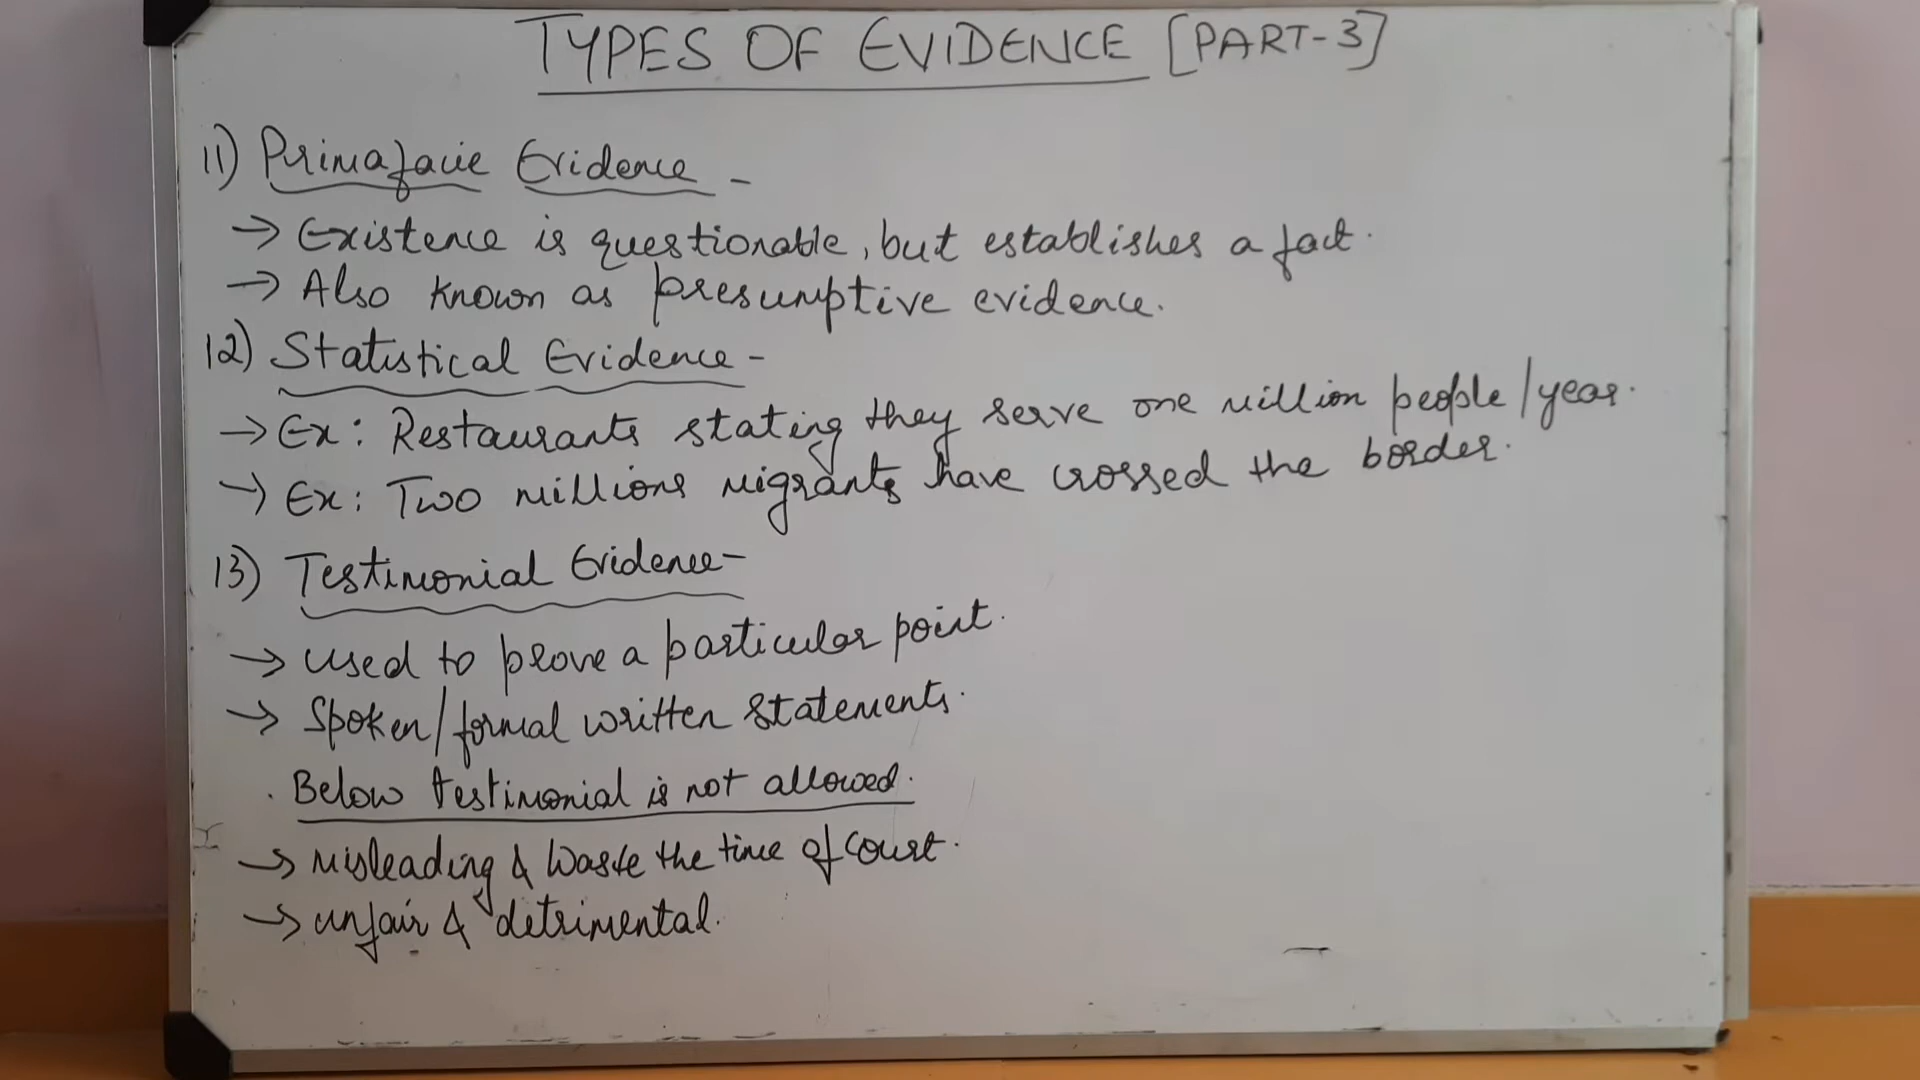 TYPES OF EVIDENCE [PART-3]
11) Primafacie Evidence -
→ Existence is questionable, but establishes a fact.
→ Also known as presumptive evidence.
12) Statistical Evidence -
→ Ex: Restaurants stating they serve one million people/year.
→ Ex: Two millions migrants have crossed the border.
13) Testimonial Evidence -
→ used to prove a particular point.
→ Spoken/formal written statements.
. Below testimonial is not allowed.
→ misleading & Waste the time of Court.
→ unfair & detrimental.